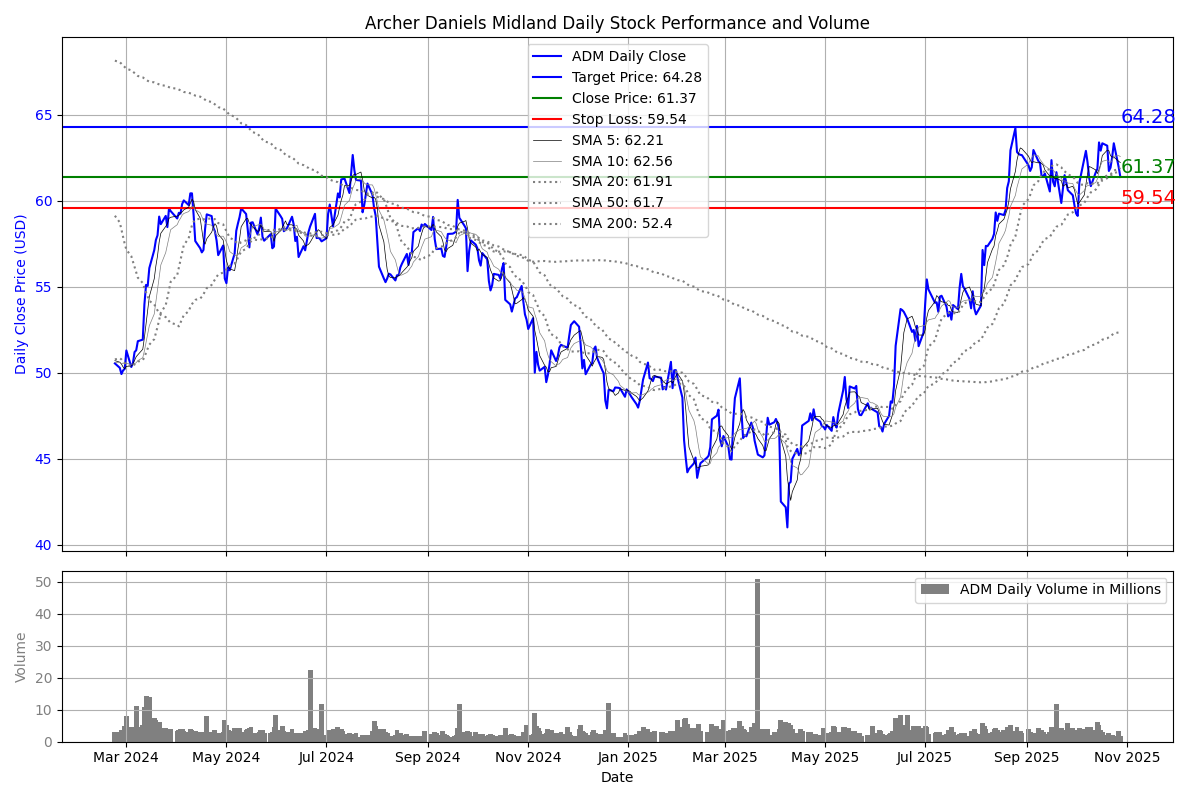 Archer Daniels Midland Daily Stock Performance and Volume
ADM Daily Close
Target Price: 64.28
Close Price: 61.37
Stop Loss: 59.54
SMA 5: 62.21
SMA 10: 62.56
SMA 20: 61.91
SMA 50: 61.7
SMA 200: 52.4
64.28
61.37
59.54
Daily Close Price (USD)
65
60
55
50
45
40
ADM Daily Volume in Millions
Volume
50
40
30
20
10
0
Mar 2024 May 2024 Jul 2024 Sep 2024 Nov 2024 Jan 2025 Mar 2025 May 2025 Jul 2025 Sep 2025 Nov 2025
Date